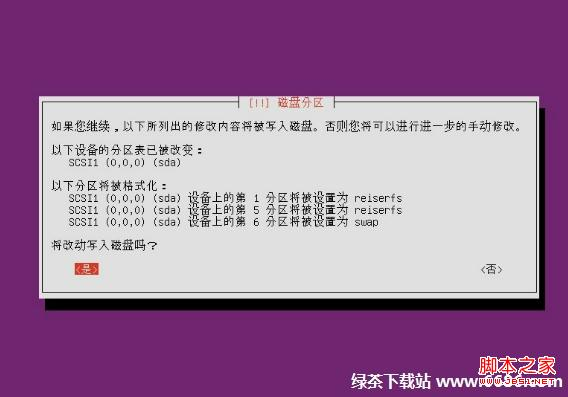 [!!] 磁盘分区
如果您继续，以下所列出的修改内容将被写入磁盘。否则您将可以进行进一步的手动修改。
以下设备的分区表已被改变：
SCSI1 (0,0,0) (sda)
以下分区将被格式化：
SCSI1 (0,0,0) (sda) 设备上的第 1 分区将被设置为 reiserfs
SCSI1 (0,0,0) (sda) 设备上的第 5 分区将被设置为 reiserfs
SCSI1 (0,0,0) (sda) 设备上的第 6 分区将被设置为 swap
将改动写入磁盘吗？
<是> <否>
脚本之家
www.jb51.net
绿茶下载站